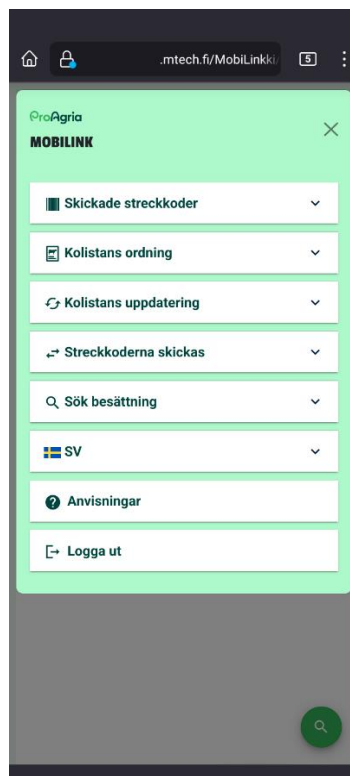 .mtech.fi/MobiLinkki/
5
ProAgria
MOBILINK
Skickade streckkoder
Kolistans ordning
Kolistans uppdatering
Streckkoderna skickas
Sök besättning
SV
Anvisningar
Logga ut